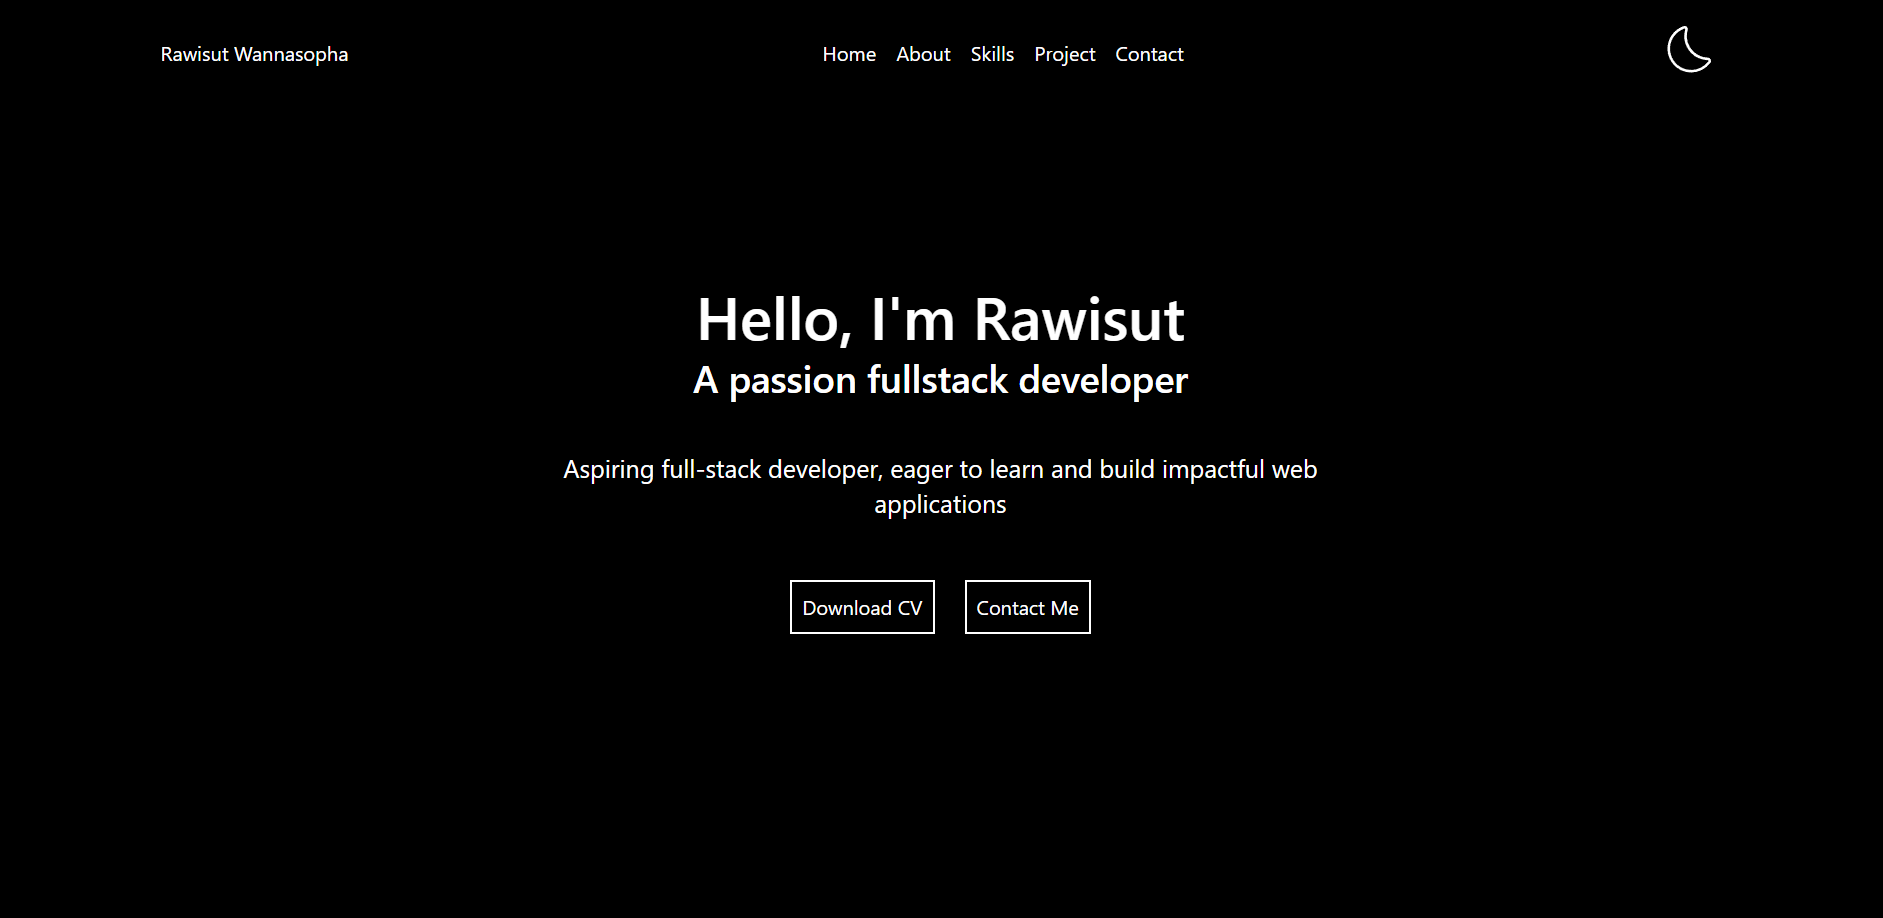 Rawisut Wannasopha
Home About Skills Project Contact
Hello, I'm Rawisut
A passion fullstack developer
Aspiring full-stack developer, eager to learn and build impactful web
applications
Download CV
Contact Me